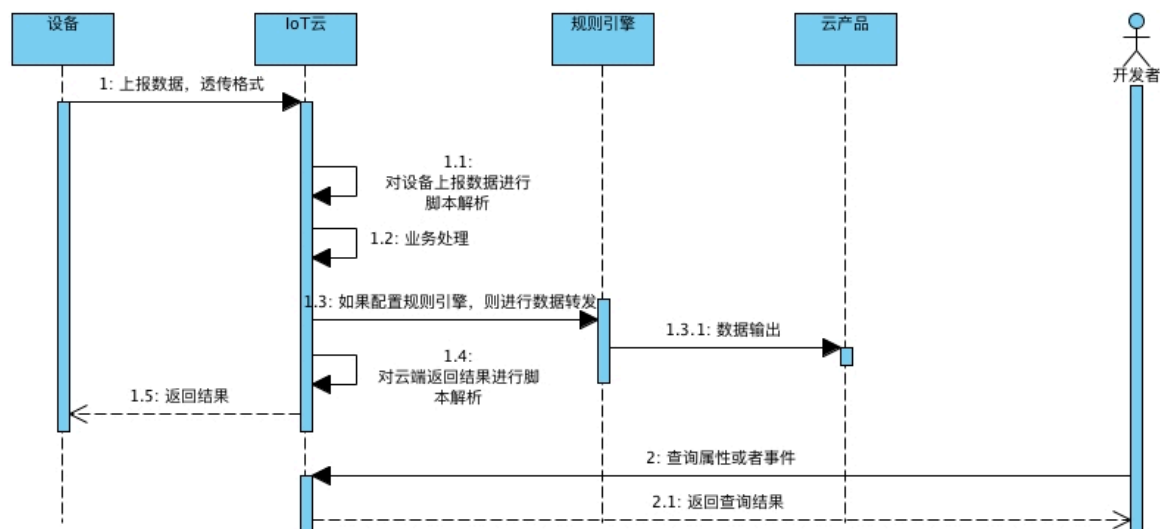 设备
IoT云
规则引擎
云产品
开发者
1: 上报数据，透传格式
1.1:
对设备上报数据进行
脚本解析
1.2: 业务处理
1.3: 如果配置规则引擎，则进行数据转发
1.3.1: 数据输出
1.4:
对云端返回结果进行脚
本解析
1.5: 返回结果
2: 查询属性或者事件
2.1: 返回查询结果